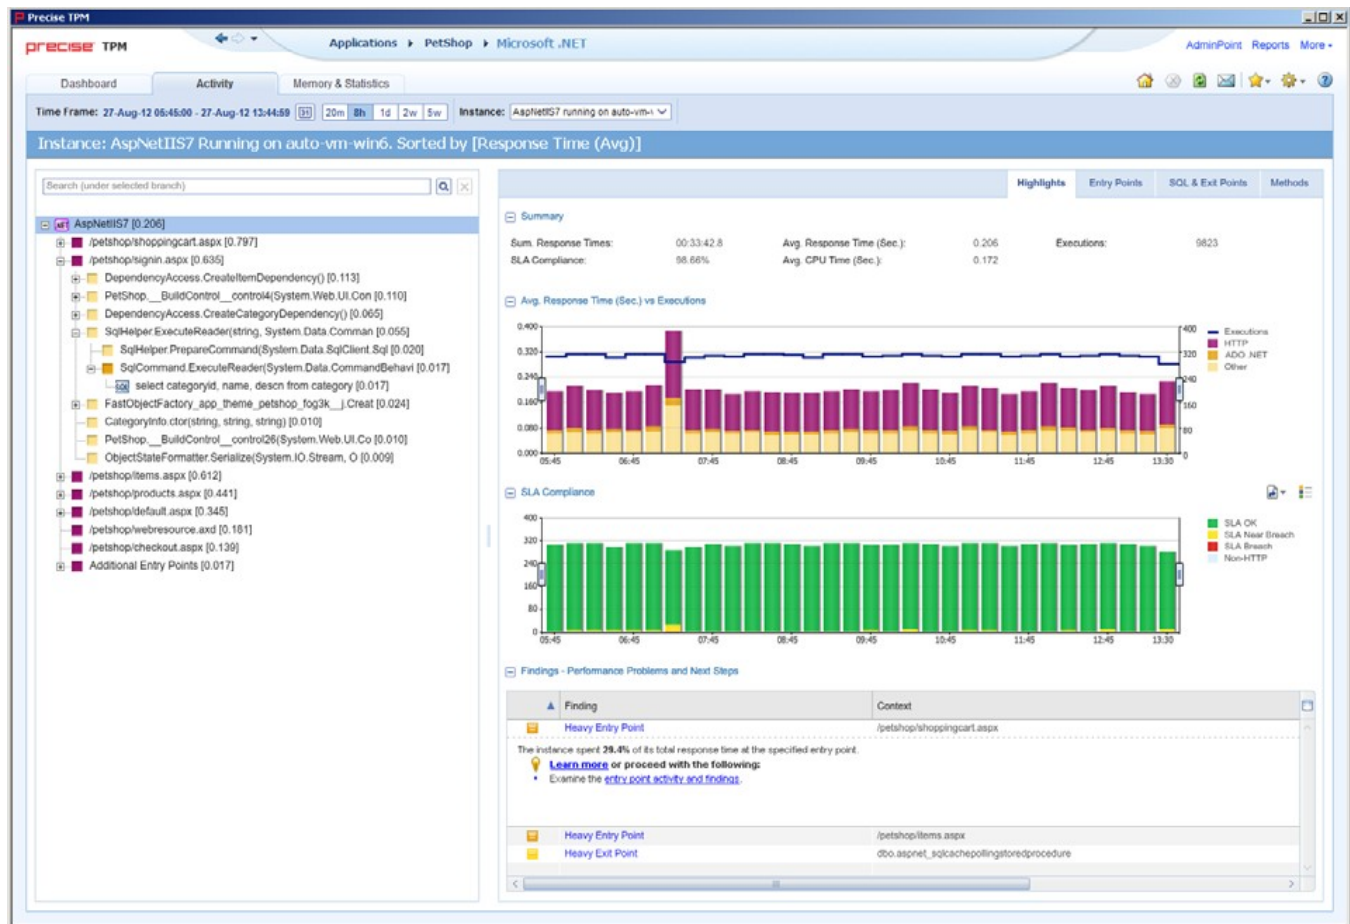 Precise TPM
precise TPM
Applications PetShop Microsoft .NET
AdminPoint Reports More
Dashboard Activity Memory & Statistics
Time Frame: 27-Aug-12 05:45:00 - 27-Aug-12 13:44:59 31 20m 8h 1d 2w 5w Instance: AspNetIIS7 running on auto-vm-
Instance: AspNetIIS7 Running on auto-vm-win6. Sorted by [Response Time (Avg)]
Search (under selected branch)
AspNetIIS7 [0.206]
/petshop/shoppingcart.aspx [0.797]
/petshop/signin.aspx [0.635]
DependencyAccess.CreateItemDependency() [0.113]
PetShop.__BuildControl__control4(System.Web.UI.Con [0.110]
DependencyAccess.CreateCategoryDependency() [0.065]
SqlHelper.ExecuteReader(string, System.Data.Comman [0.055]
SqlHelper.PrepareCommand(System.Data.SqlClient.Sql [0.020]
SqlCommand.ExecuteReader(System.Data.CommandBehavi [0.017]
SQL select categoryid, name, descn from category [0.017]
FastObjectFactory_app_theme_petshop_fog3k__j.Creat [0.024]
CategoryInfo.ctor(string, string, string) [0.010]
PetShop.__BuildControl__control26(System.Web.UI.Co [0.010]
ObjectStateFormatter.Serialize(System.IO.Stream, O [0.009]
/petshop/items.aspx [0.612]
/petshop/products.aspx [0.441]
/petshop/default.aspx [0.345]
/petshop/webresource.axd [0.181]
/petshop/checkout.aspx [0.139]
Additional Entry Points [0.017]
Highlights Entry Points SQL & Exit Points Methods
Summary
Sum. Response Times: 00:33:42.8 Avg. Response Time (Sec.): 0.206 Executions: 9823
SLA Compliance: 98.66% Avg. CPU Time (Sec.): 0.172
Avg. Response Time (Sec.) vs Executions
0.400 400
0.320 320
0.240 240
0.160 160
0.080 80
0.000 0
05:45 06:45 07:45 08:45 09:45 10:45 11:45 12:45 13:30
Executions
HTTP
ADO .NET
Other
SLA Compliance
400
320
240
160
80
0
05:45 06:45 07:45 08:45 09:45 10:45 11:45 12:45 13:30
SLA OK
SLA Near Breach
SLA Breach
Non-HTTP
Findings - Performance Problems and Next Steps
Finding Context
Heavy Entry Point /petshop/shoppingcart.aspx
The instance spent 29.4% of its total response time at the specified entry point.
Learn more or proceed with the following:
Examine the entry point activity and findings.
Heavy Entry Point /petshop/items.aspx
Heavy Exit Point dbo.aspnet_sqlcachepollingstoredprocedure